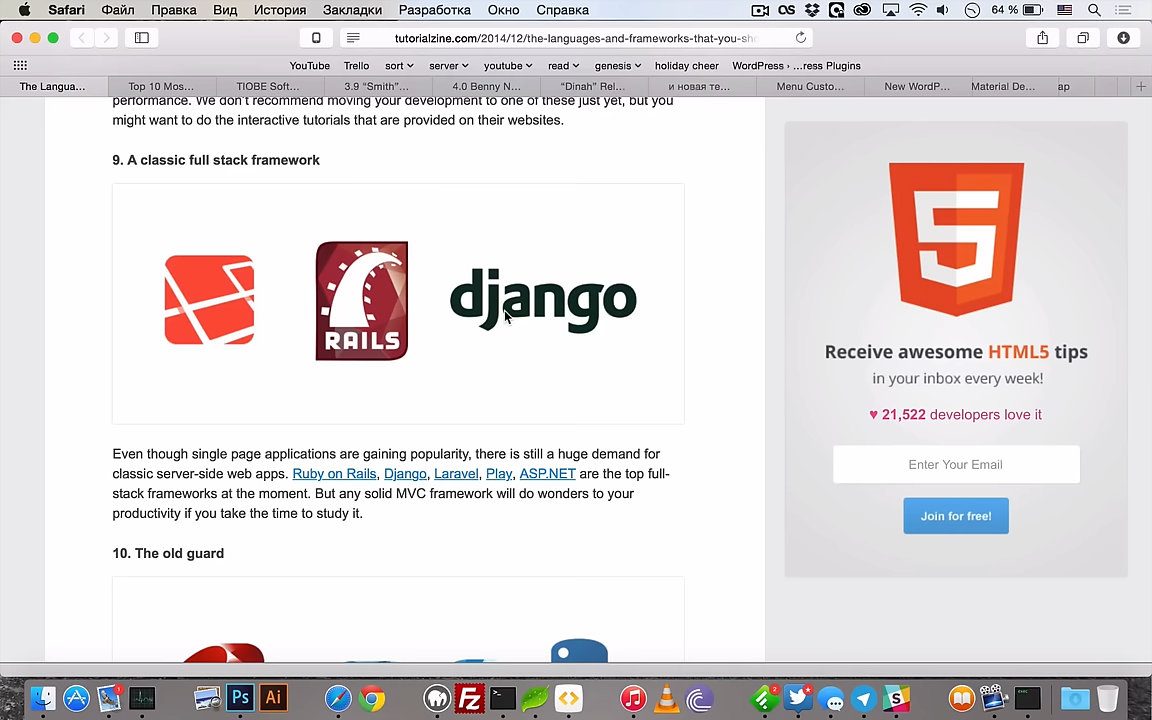 Safari Файл Правка Вид История Закладки Разработка Окно Справка 64 %
tutorialzine.com/2014/12/the-languages-and-frameworks-that-you-sh
YouTube Trello sort server youtube read genesis holiday cheer WordPress › ...ress Plugins
The Langua... Top 10 Mos... TIOBE Soft... 3.9 “Smith”... 4.0 Benny N... “Dinah” Rel... и новая те... Menu Custo... New WordP... Material De... ap
performance. We don't recommend moving your development to one of these just yet, but you
might want to do the interactive tutorials that are provided on their websites.
9. A classic full stack framework
RAILS
django
Even though single page applications are gaining popularity, there is still a huge demand for
classic server-side web apps. Ruby on Rails, Django, Laravel, Play, ASP.NET are the top full-
stack frameworks at the moment. But any solid MVC framework will do wonders to your
productivity if you take the time to study it.
10. The old guard
5
Receive awesome HTML5 tips
in your inbox every week!
♥ 21,522 developers love it
Enter Your Email
Join for free!
Ps
Ai
Fz